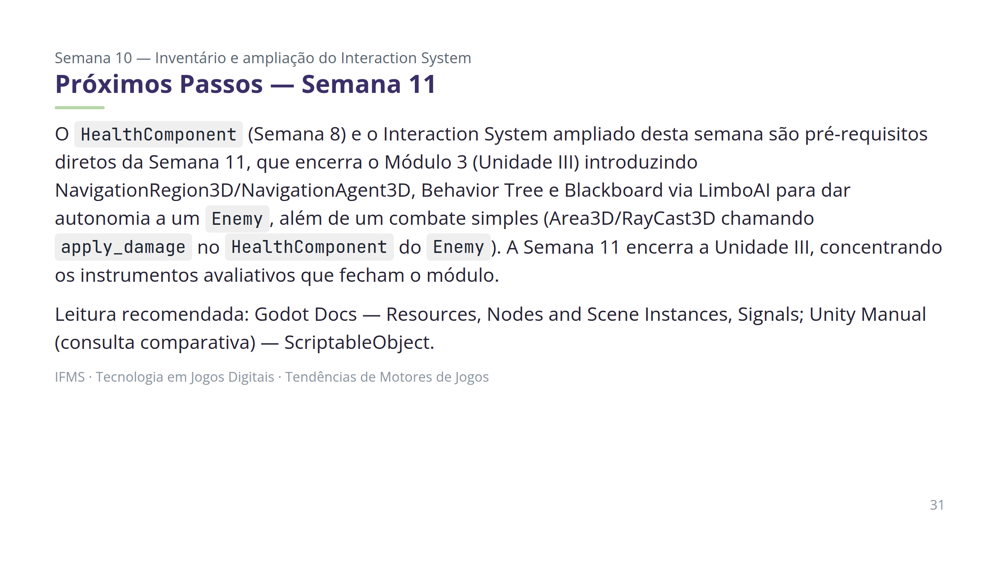 Semana 10 — Inventário e ampliação do Interaction System
Próximos Passos — Semana 11
O HealthComponent (Semana 8) e o Interaction System ampliado desta semana são pré-requisitos
diretos da Semana 11, que encerra o Módulo 3 (Unidade III) introduzindo
NavigationRegion3D/NavigationAgent3D, Behavior Tree e Blackboard via LimboAI para dar
autonomia a um Enemy, além de um combate simples (Area3D/RayCast3D chamando
apply_damage no HealthComponent do Enemy). A Semana 11 encerra a Unidade III, concentrando
os instrumentos avaliativos que fecham o módulo.
Leitura recomendada: Godot Docs — Resources, Nodes and Scene Instances, Signals; Unity Manual
(consulta comparativa) — ScriptableObject.
IFMS · Tecnologia em Jogos Digitais · Tendências de Motores de Jogos
31